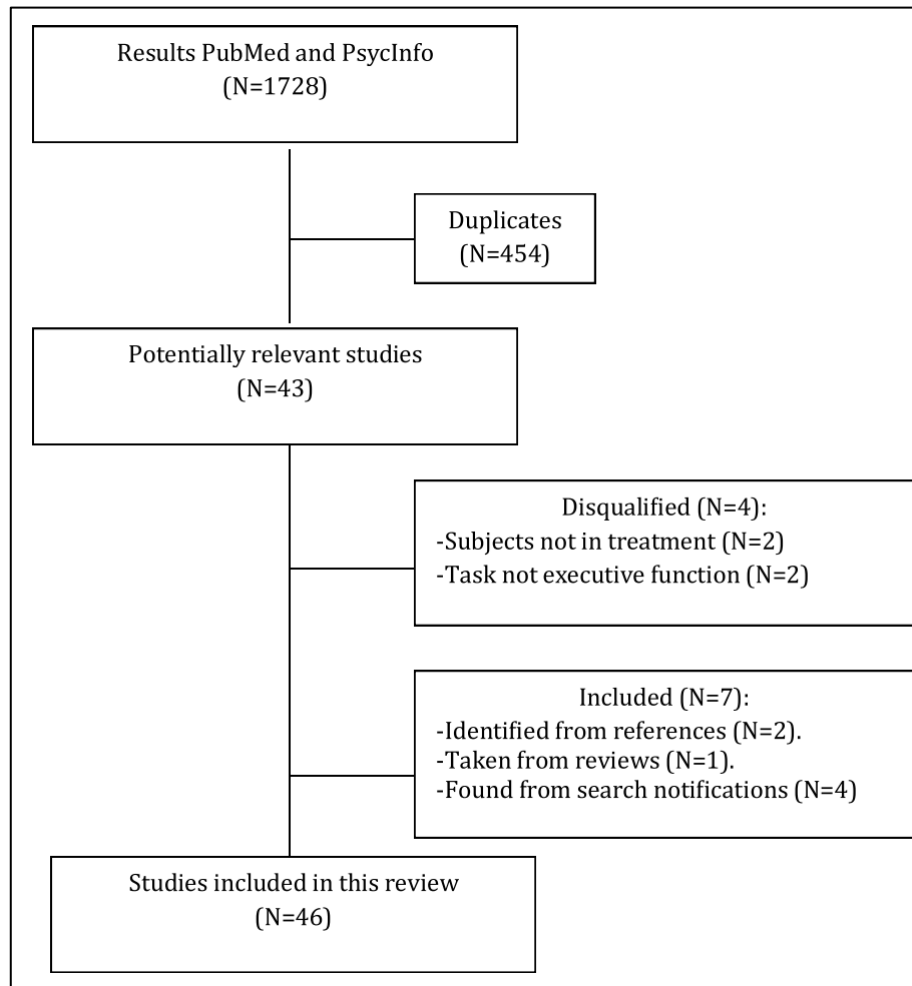 Results PubMed and PsycInfo
(N=1728)
Duplicates
(N=454)
Potentially relevant studies
(N=43)
Disqualified (N=4):
-Subjects not in treatment (N=2)
-Task not executive function (N=2)
Included (N=7):
-Identified from references (N=2).
-Taken from reviews (N=1).
-Found from search notifications (N=4)
Studies included in this review
(N=46)